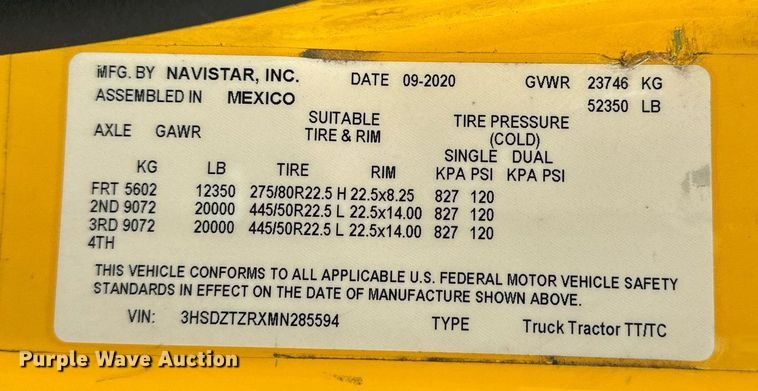 MFG. BY NAVISTAR, INC. DATE 09-2020 GVWR 23746 KG
ASSEMBLED IN MEXICO 52350 LB
SUITABLE TIRE PRESSURE
AXLE GAWR TIRE & RIM (COLD)
SINGLE DUAL
KG LB TIRE RIM KPA PSI KPA PSI
FRT 5602 12350 275/80R22.5 H 22.5x8.25 827 120
2ND 9072 20000 445/50R22.5 L 22.5x14.00 827 120
3RD 9072 20000 445/50R22.5 L 22.5x14.00 827 120
4TH
THIS VEHICLE CONFORMS TO ALL APPLICABLE U.S. FEDERAL MOTOR VEHICLE SAFETY
STANDARDS IN EFFECT ON THE DATE OF MANUFACTURE SHOWN ABOVE.
VIN: 3HSDZTZRXMN285594 TYPE Truck Tractor TT/TC
Purple Wave Auction